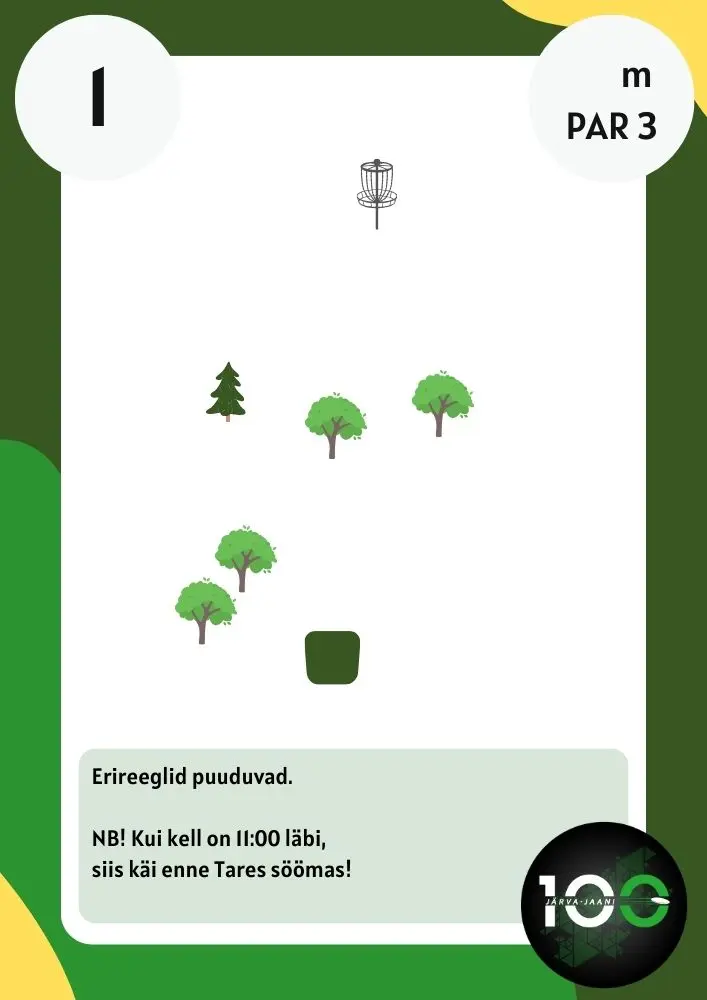 1
m
PAR 3
Erireeglid puuduvad.
NB! Kui kell on 11:00 läbi,
siis käi enne Tares söömas!
100
JÄRVA-JAANI